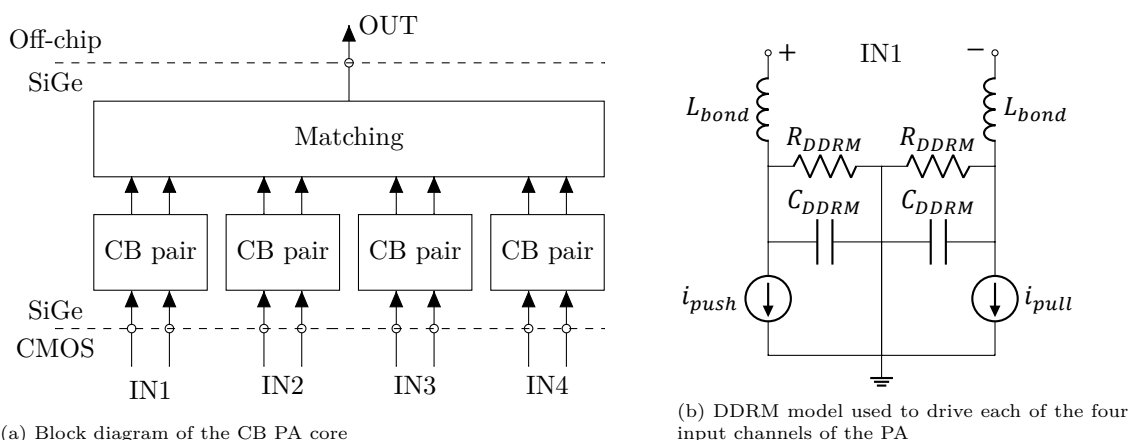 OUT
Off-chip
SiGe
Matching
CB pair CB pair CB pair CB pair
SiGe
CMOS
IN1 IN2 IN3 IN4
(a) Block diagram of the CB PA core
+ IN1 −
L_bond L_bond
R_DDRM R_DDRM
C_DDRM C_DDRM
i_push i_pull
(b) DDRM model used to drive each of the four
input channels of the PA